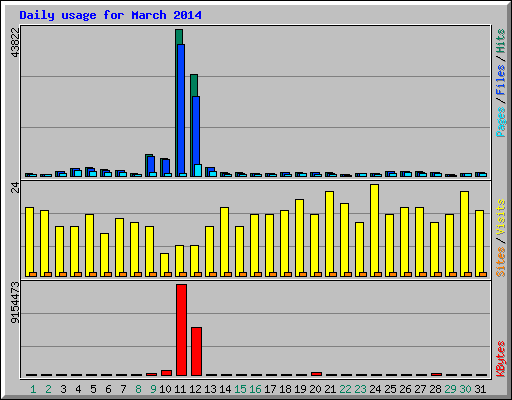 Daily usage for March 2014
43822
Pages / Files / Hits
24
Sites / Visits
9154473
KBytes
1 2 3 4 5 6 7 8 9 10 11 12 13 14 15 16 17 18 19 20 21 22 23 24 25 26 27 28 29 30 31